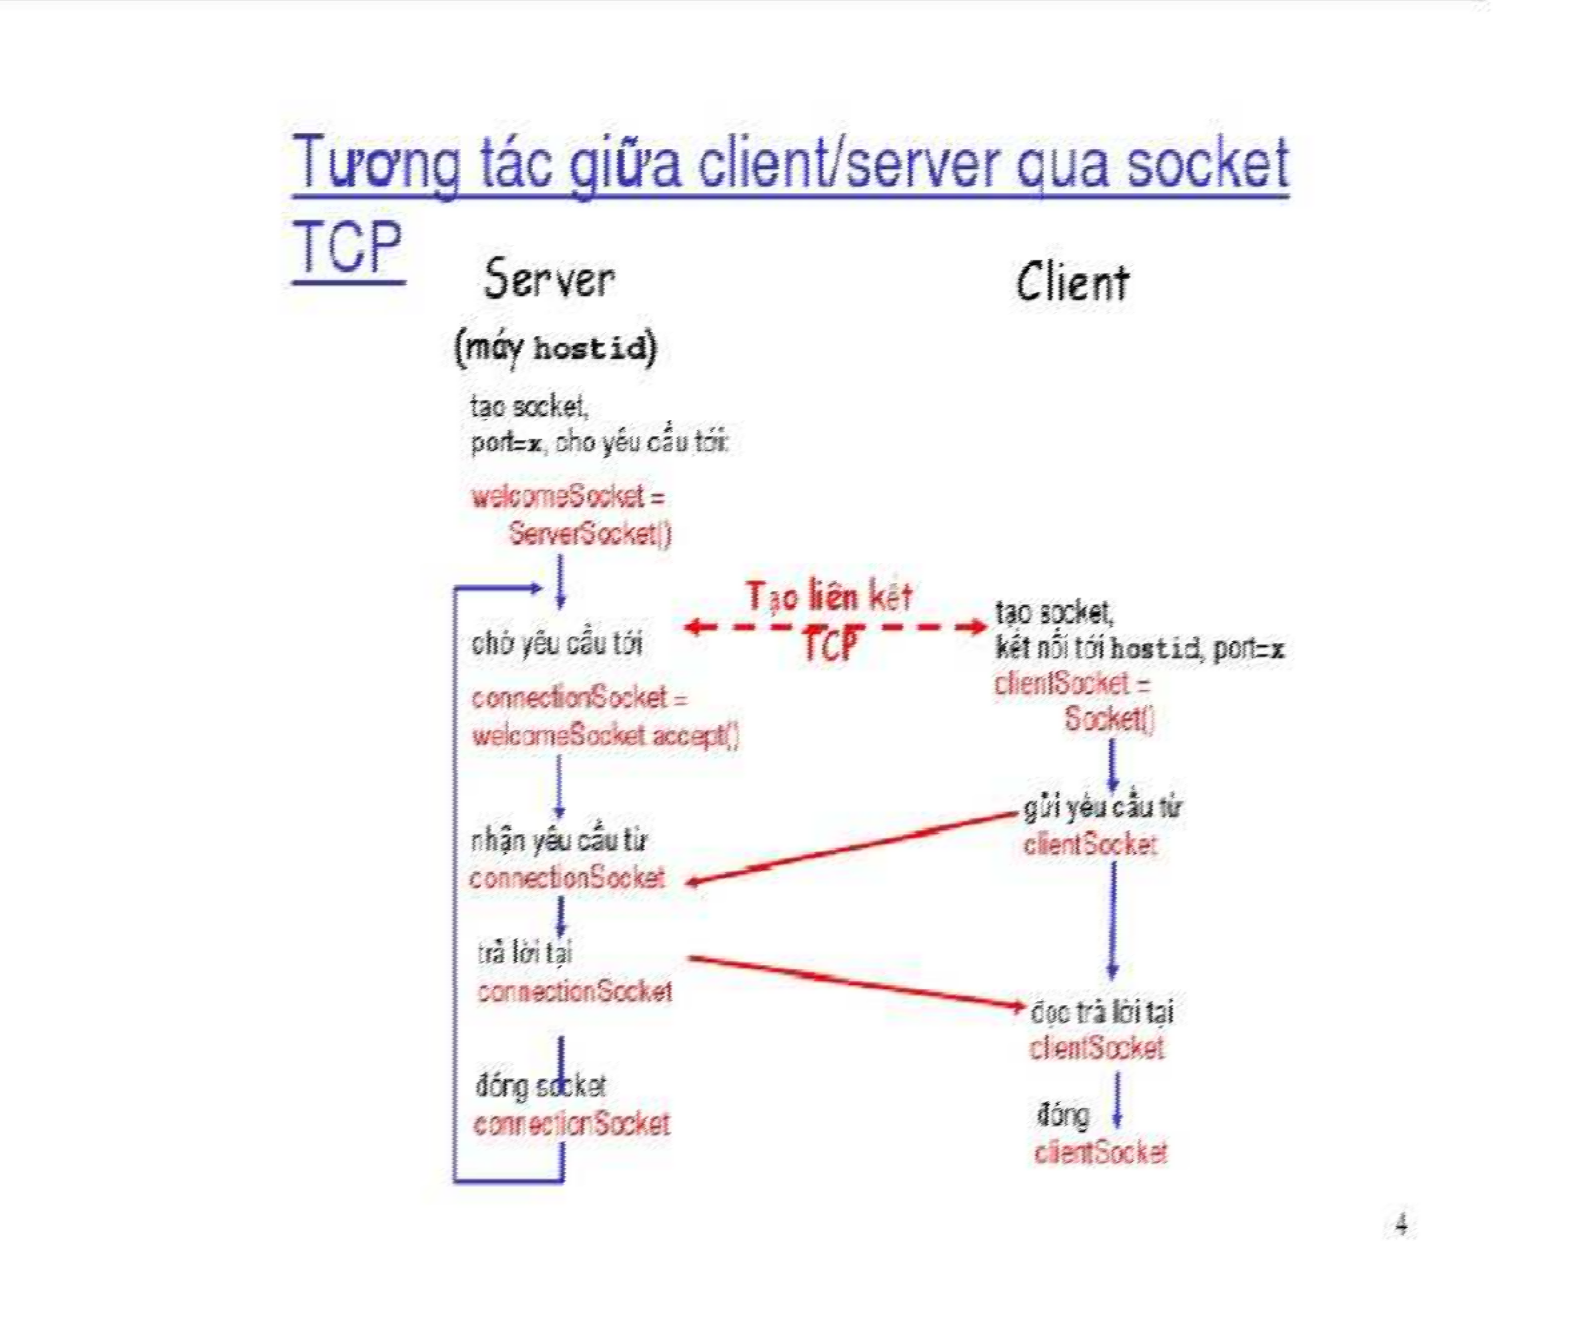 Tương tác giữa client/server qua socket
TCP
Server
(máy hostid)
tạo socket,
port=x, cho yêu cầu tới:
welcomeSocket =
ServerSocket()
chờ yêu cầu tới
connectionSocket =
welcomeSocket.accept()
nhận yêu cầu từ
connectionSocket
trả lời tại
connectionSocket
đóng socket
connectionSocket
Tạo liên kết
TCP
Client
tạo socket,
kết nối tới hostid, port=x
clientSocket =
Socket()
gửi yêu cầu từ
clientSocket
đọc trả lời tại
clientSocket
đóng
clientSocket
4